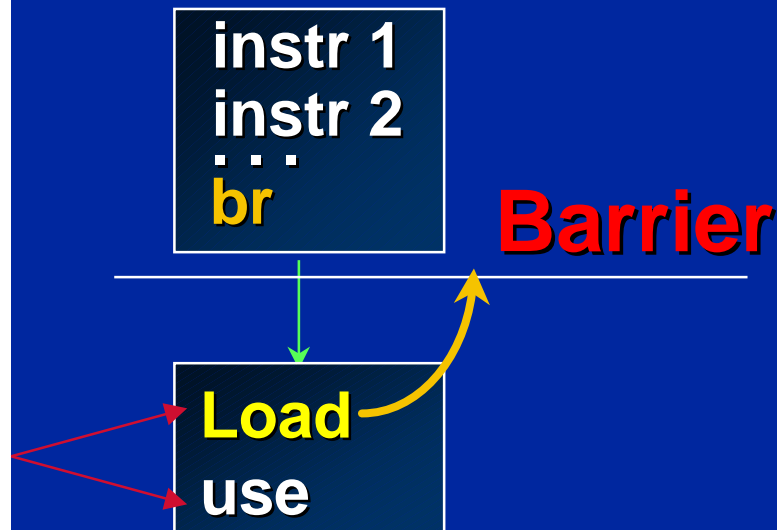 instr 1
instr 2
. . .
br
Barrier
Load
use